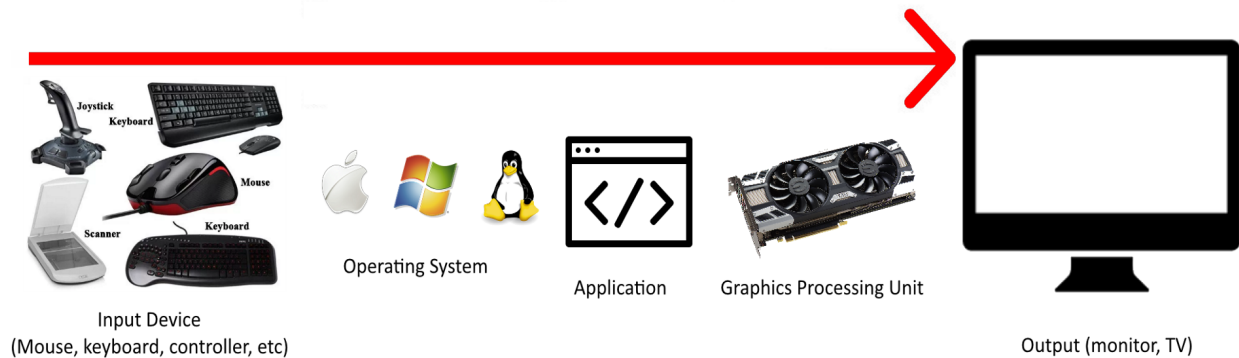 Joystick
Keyboard
Mouse
Scanner
Keyboard
Input Device
(Mouse, keyboard, controller, etc)
Operating System
</>
Application
Graphics Processing Unit
Output (monitor, TV)